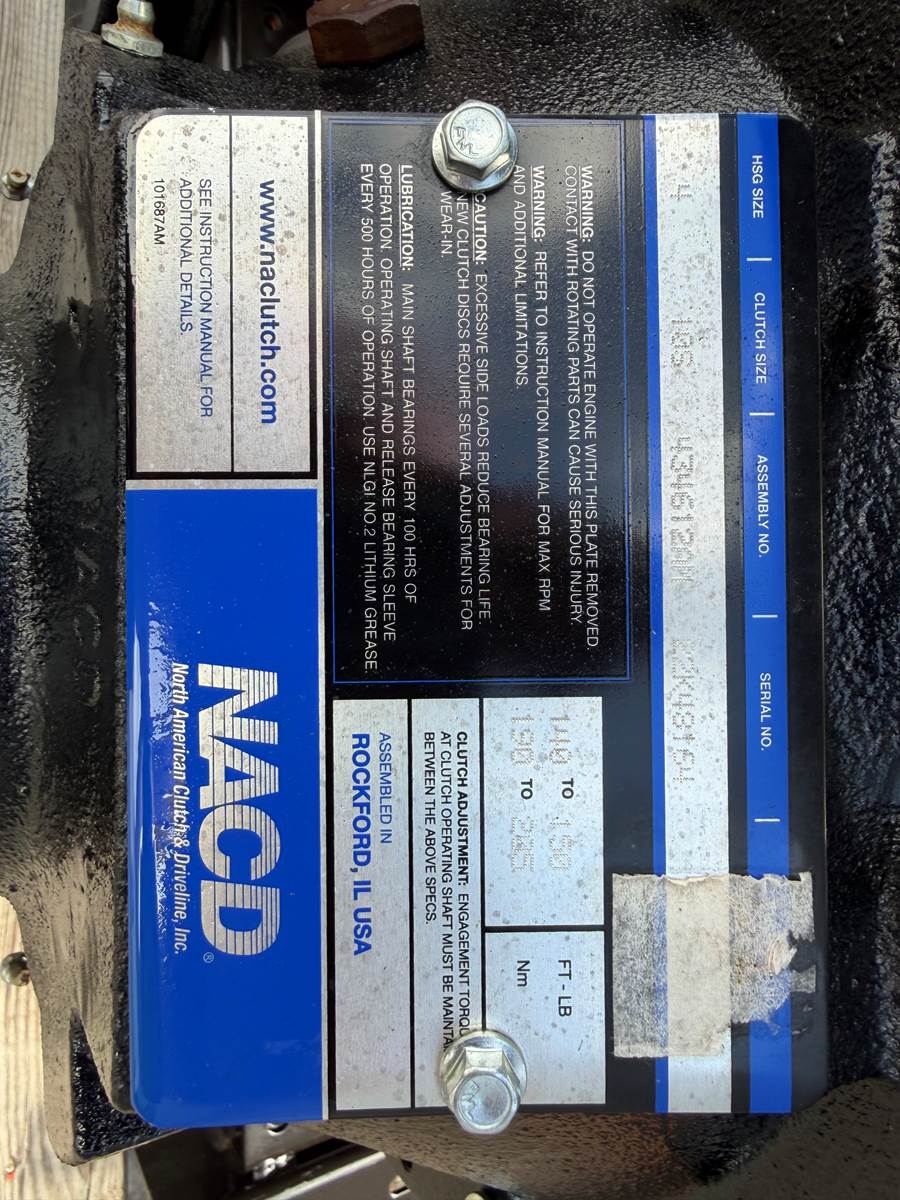 HSG SIZE | CLUTCH SIZE | ASSEMBLY NO. | SERIAL NO. |
4
WARNING: DO NOT OPERATE ENGINE WITH THIS PLATE REMOVED.
CONTACT WITH ROTATING PARTS CAN CAUSE SERIOUS INJURY.
WARNING: REFER TO INSTRUCTION MANUAL FOR MAX RPM
AND ADDITIONAL LIMITATIONS.
CAUTION: EXCESSIVE SIDE LOADS REDUCE BEARING LIFE.
NEW CLUTCH DISCS REQUIRE SEVERAL ADJUSTMENTS FOR
WEAR-IN.
LUBRICATION: MAIN SHAFT BEARINGS EVERY 100 HRS OF
OPERATION. OPERATING SHAFT AND RELEASE BEARING SLEEVE
EVERY 500 HOURS OF OPERATION. USE NLGI NO.2 LITHIUM GREASE.
140 TO 190 FT - LB
190 TO Nm
CLUTCH ADJUSTMENT: ENGAGEMENT TORQU
AT CLUTCH OPERATING SHAFT MUST BE MAINTA
BETWEEN THE ABOVE SPECS.
ASSEMBLED IN
ROCKFORD, IL USA
www.naclutch.com
SEE INSTRUCTION MANUAL FOR
ADDITIONAL DETAILS.
101687AM
NACD®
North American Clutch & Driveline, Inc.